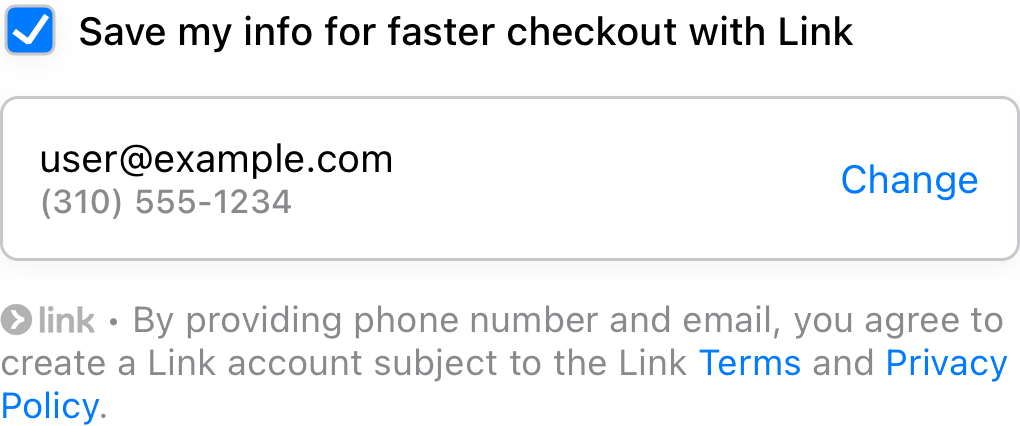 Save my info for faster checkout with Link
user@example.com
(310) 555-1234
Change
link • By providing phone number and email, you agree to
create a Link account subject to the Link Terms and Privacy
Policy.